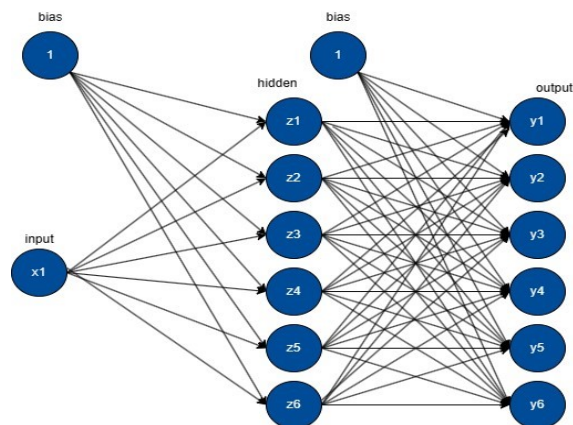 bias
bias
1
1
hidden
output
z1
y1
z2
y2
z3
y3
input
x1
z4
y4
z5
y5
z6
y6